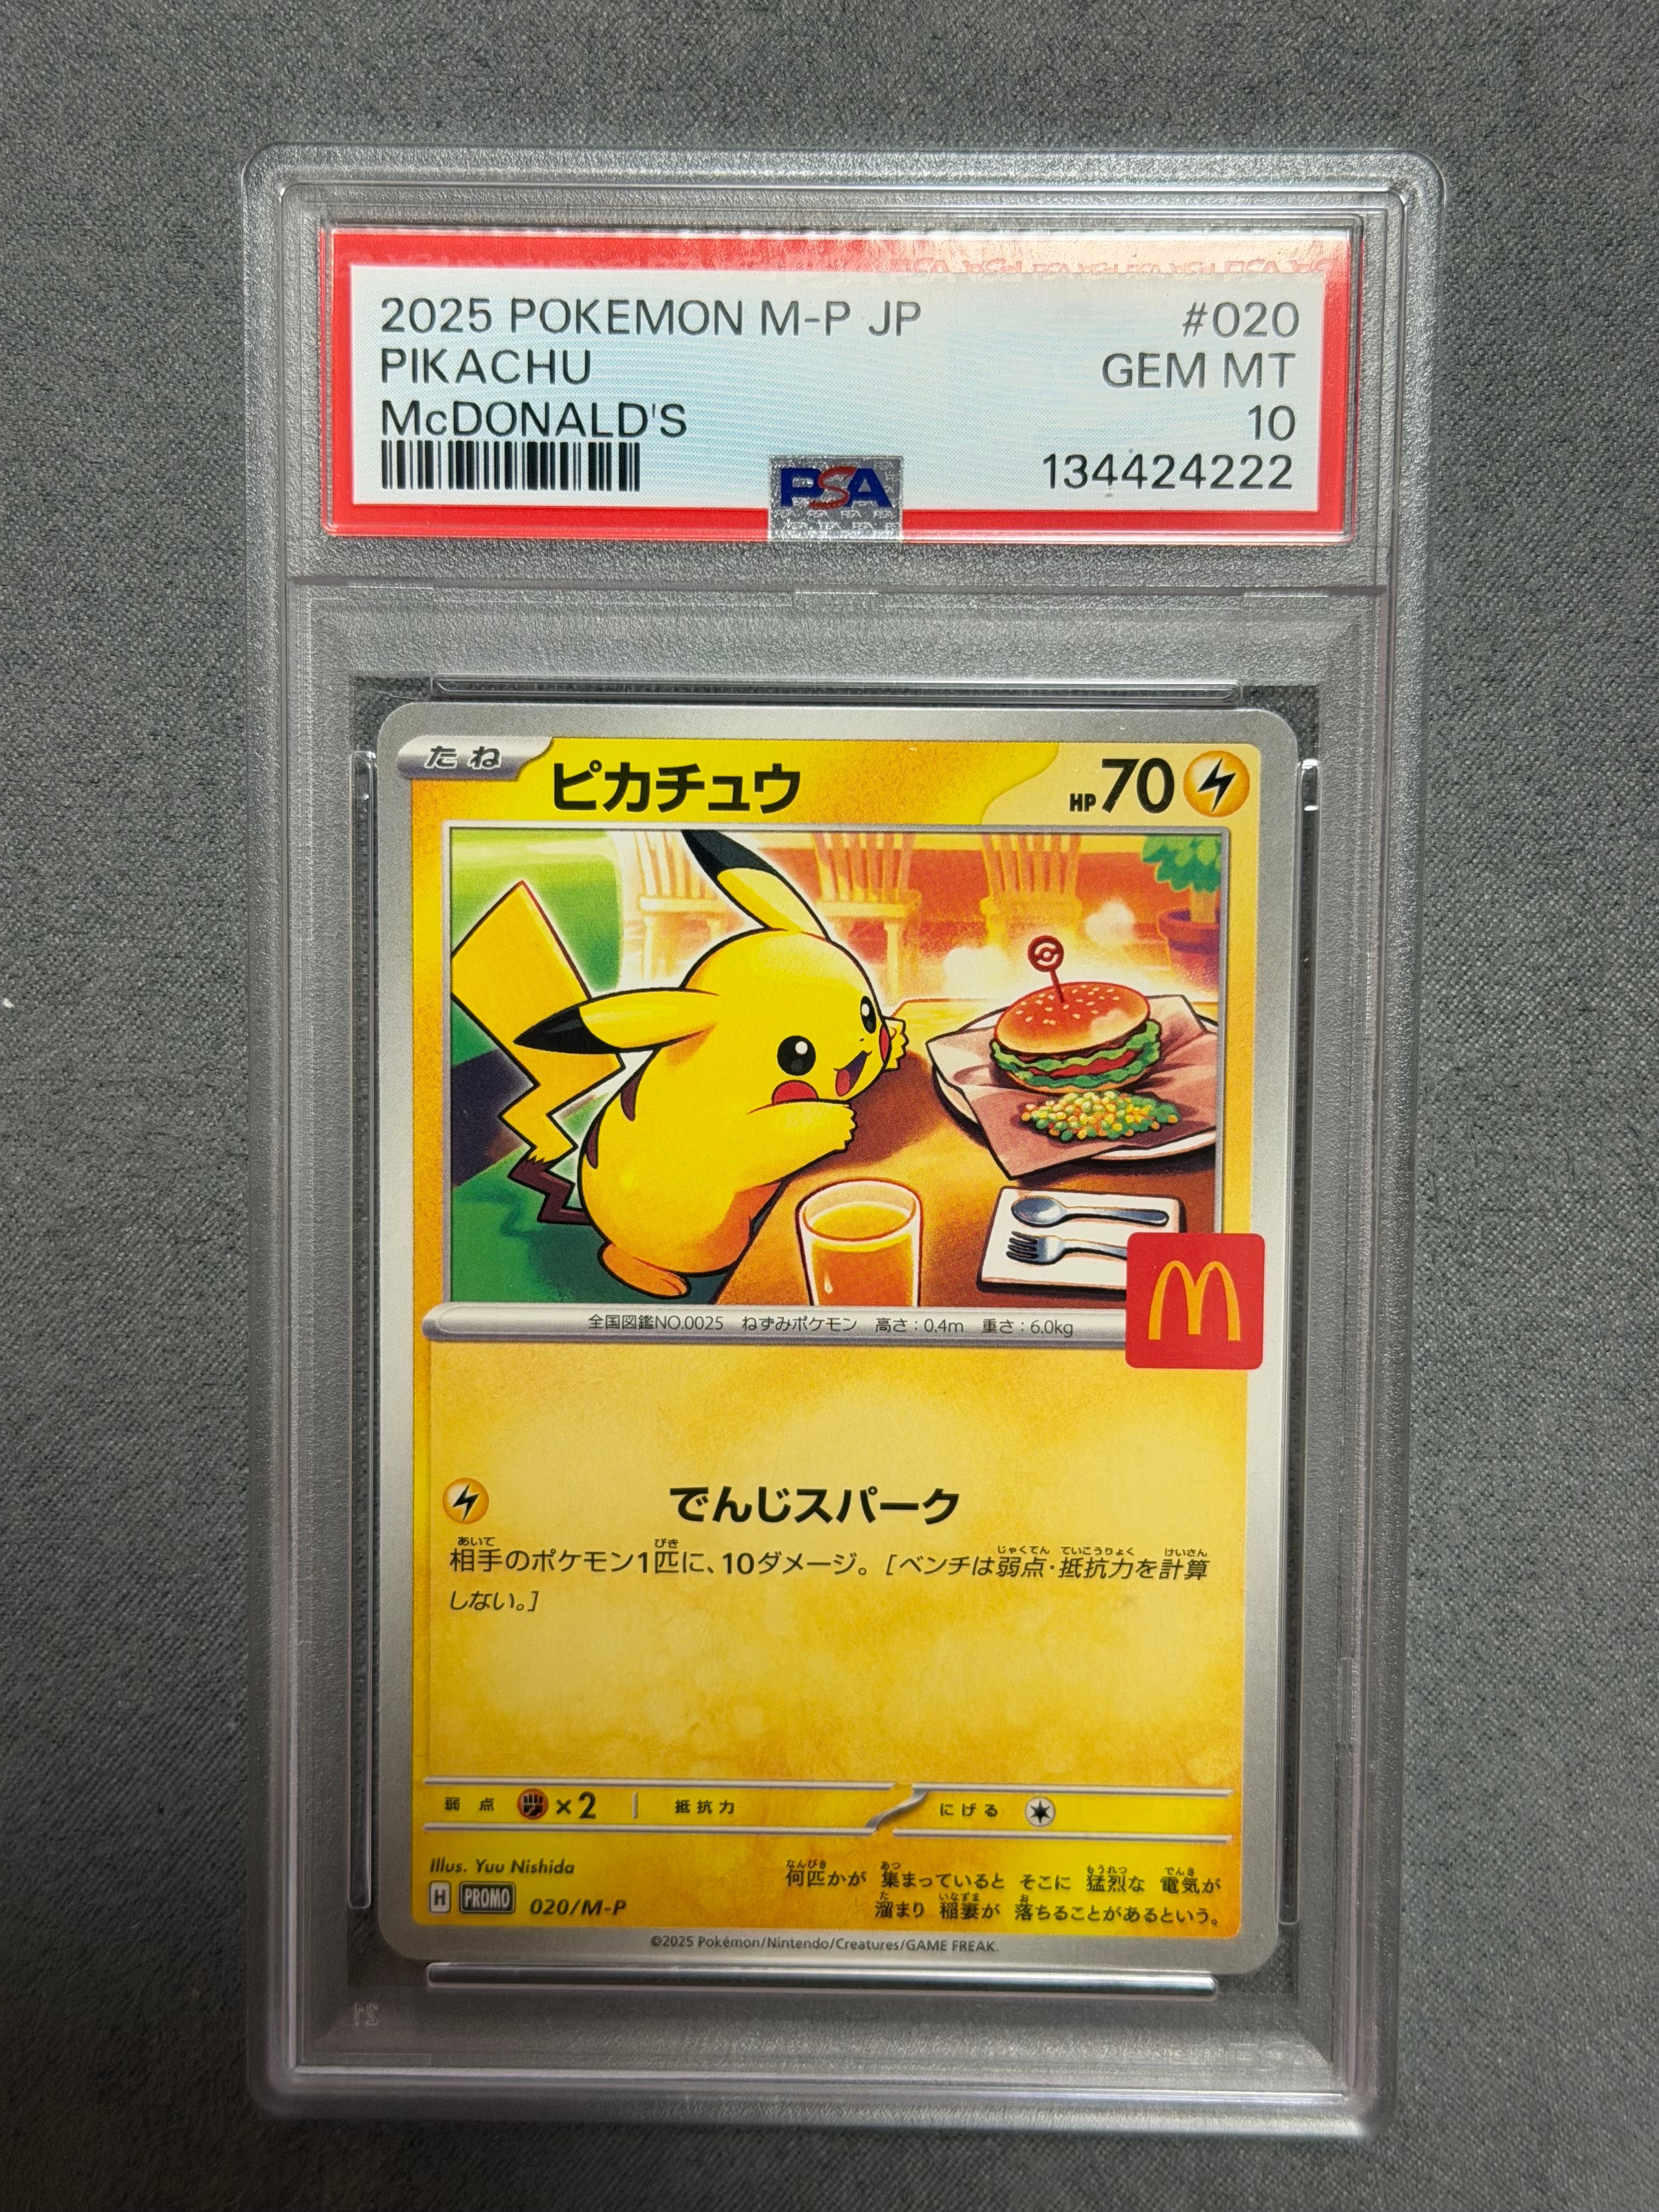 2025 POKEMON M-P JP #020
PIKACHU GEM MT
McDONALD'S 10
134424222
PSA
たね ピカチュウ HP70
全国図鑑NO.0025 ねずみポケモン 高さ：0.4m 重さ：6.0kg
でんじスパーク
相手のポケモン1匹に、10ダメージ。［ベンチは弱点・抵抗力を計算
しない。］
弱点 ×2 抵抗力 にげる
Illus. Yuu Nishida
H PROMO 020/M-P
何匹かが 集まっていると そこに 猛烈な 電気が
溜まり 稲妻が 落ちることがあるという。
©2025 Pokémon/Nintendo/Creatures/GAME FREAK.